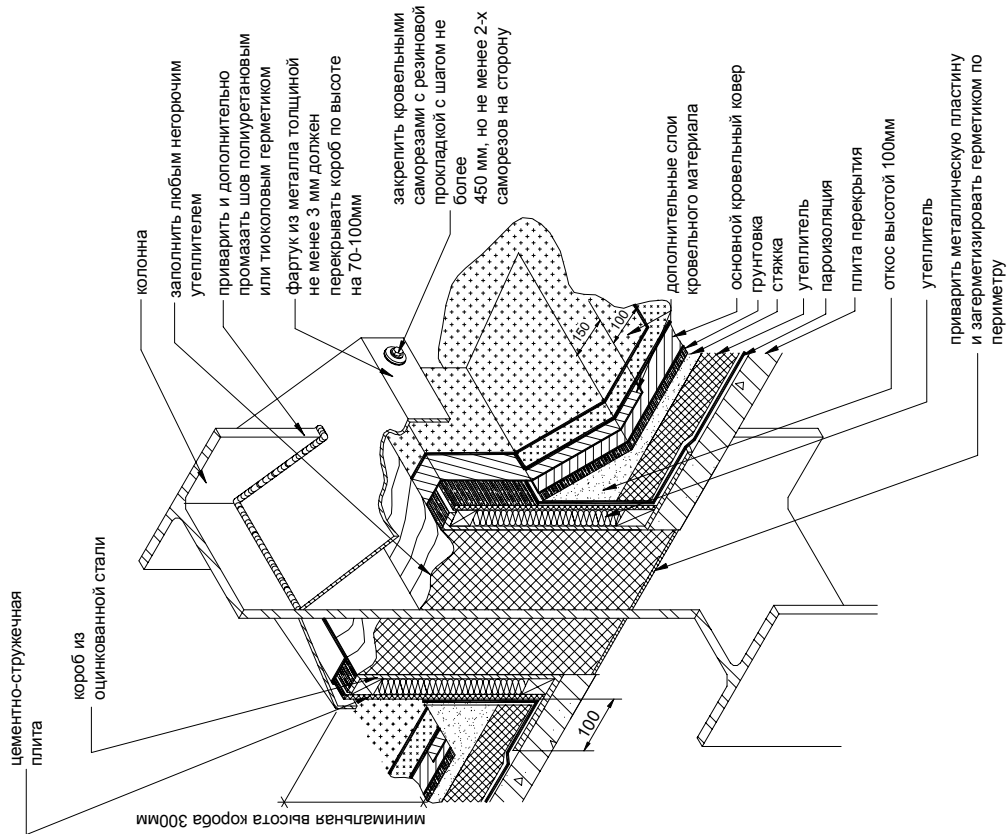 цементно-стружечная
плита
короб из
оцинкованной стали
колонна
заполнить любым негорючим
утеплителем
приварить и дополнительно
промазать шов полиуретановым
или тиоколовым герметиком
фартук из металла толщиной
не менее 3 мм должен
перекрывать короб по высоте
на 70-100мм
закрепить кровельными
саморезами с резиновой
прокладкой с шагом не
более
450 мм, но не менее 2-х
саморезов на сторону
дополнительные слои
кровельного материала
основной кровельный ковер
грунтовка
стяжка
утеплитель
пароизоляция
плита перекрытия
откос высотой 100мм
утеплитель
приварить металлическую пластину
и загерметизировать герметиком по
периметру
минимальная высота короба 300мм
100
150
100